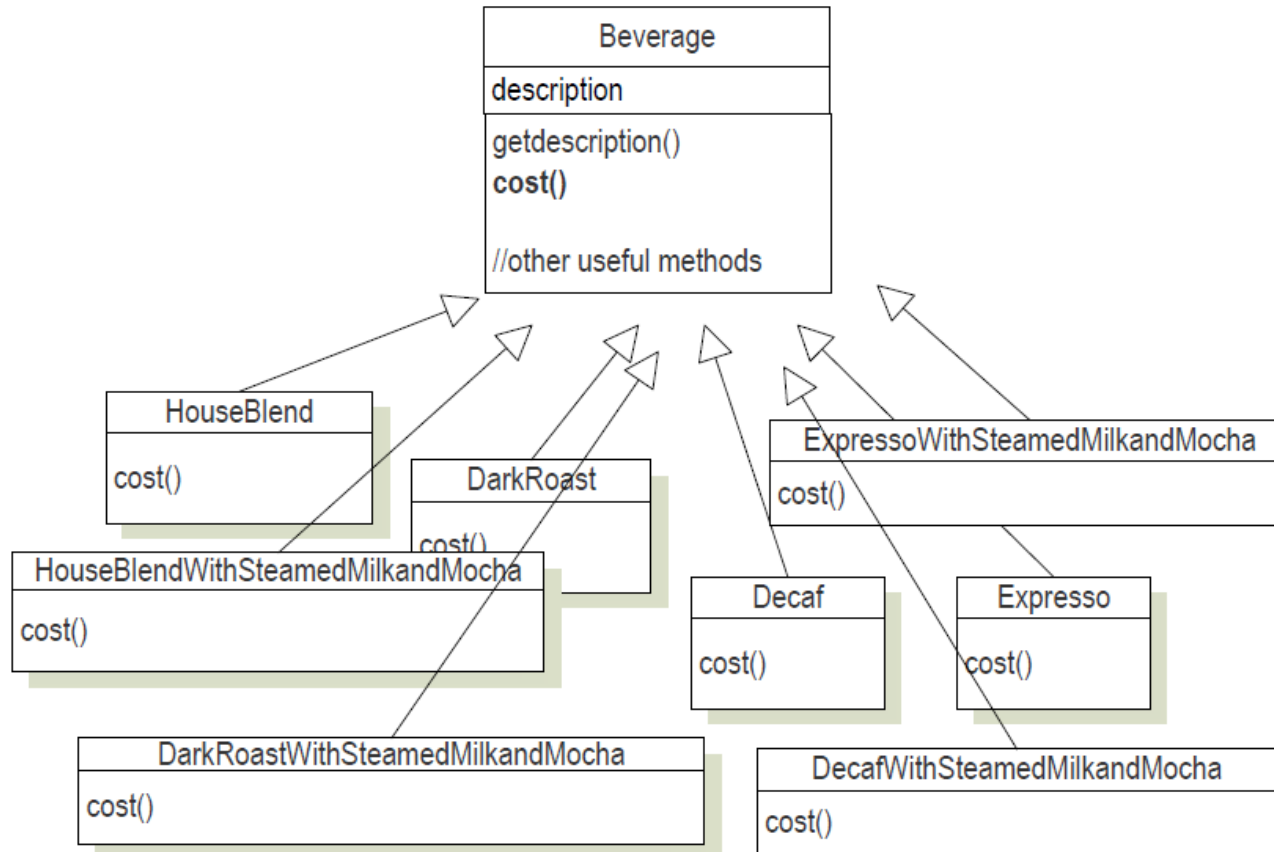 Beverage
description
getdescription()
cost()
//other useful methods
HouseBlend
cost()
DarkRoast
cost()
ExpressoWithSteamedMilkandMocha
cost()
HouseBlendWithSteamedMilkandMocha
cost()
Decaf
cost()
Expresso
cost()
DarkRoastWithSteamedMilkandMocha
cost()
DecafWithSteamedMilkandMocha
cost()